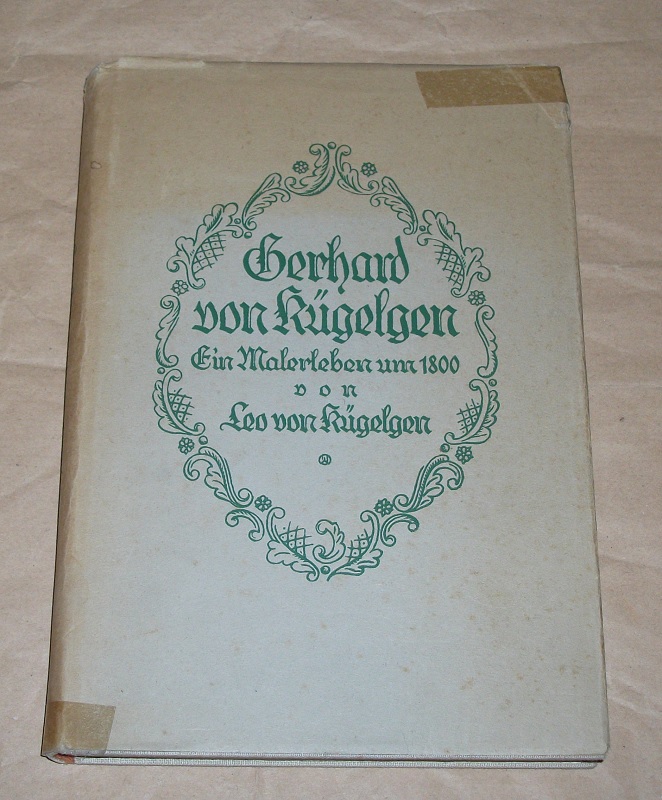 Gerhard
von Kügelgen
Ein Malerleben um 1800
von
Leo von Kügelgen